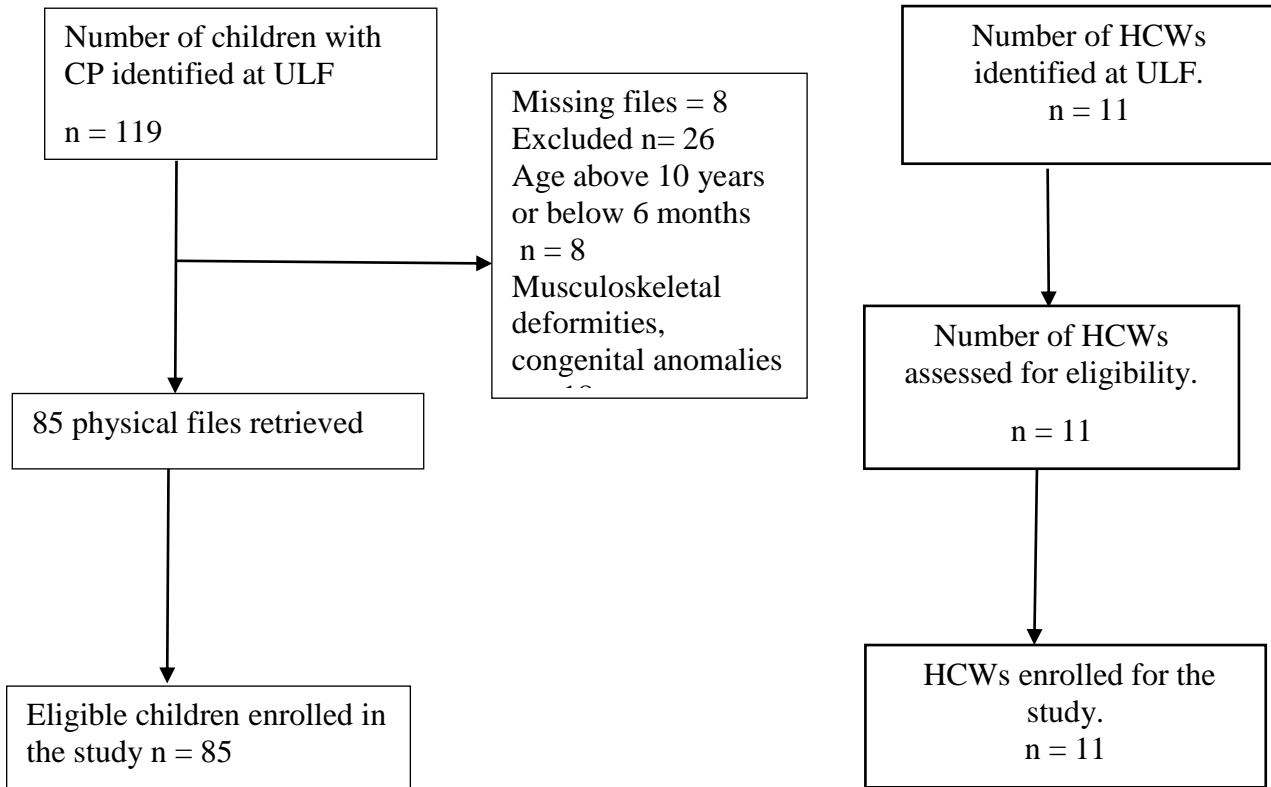 Number of children with
CP identified at ULF
n = 119
Missing files = 8
Excluded n= 26
Age above 10 years
or below 6 months
n = 8
Musculoskeletal
deformities,
congenital anomalies
85 physical files retrieved
Eligible children enrolled in
the study n = 85
Number of HCWs
identified at ULF.
n = 11
Number of HCWs
assessed for eligibility.
n = 11
HCWs enrolled for the
study.
n = 11